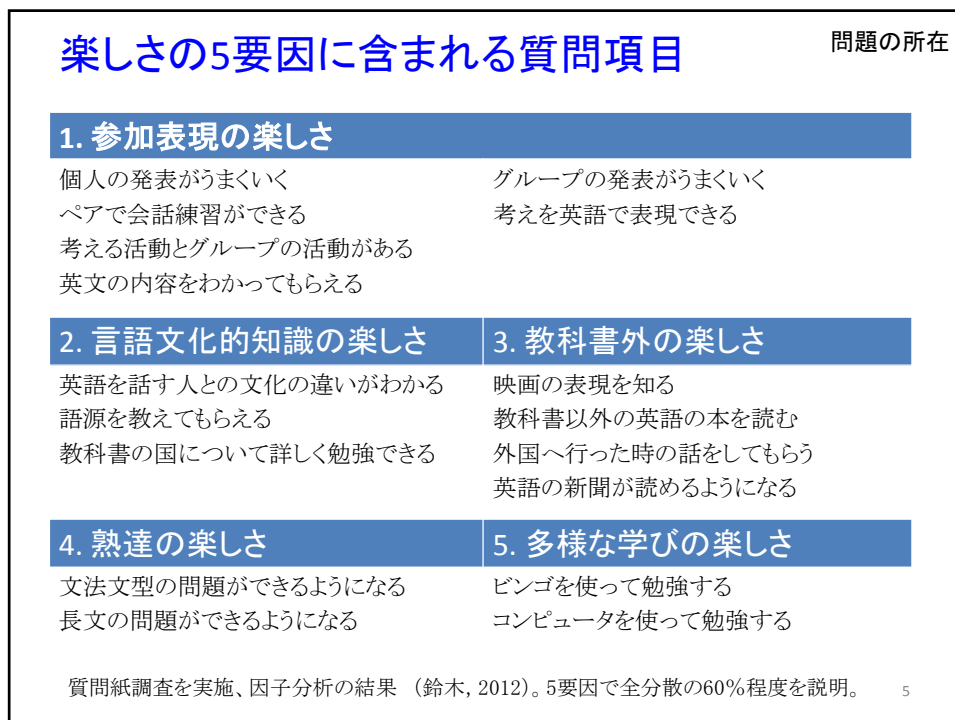 楽しさの5要因に含まれる質問項目
問題の所在
1. 参加表現の楽しさ
個人の発表がうまくいく
ペアで会話練習ができる
考える活動とグループの活動がある
英文の内容をわかってもらえる
グループの発表がうまくいく
考えを英語で表現できる
2. 言語文化的知識の楽しさ
英語を話す人との文化の違いがわかる
語源を教えてもらえる
教科書の国について詳しく勉強できる
3. 教科書外の楽しさ
映画の表現を知る
教科書以外の英語の本を読む
外国へ行った時の話をしてもらう
英語の新聞が読めるようになる
4. 熟達の楽しさ
文法文型の問題ができるようになる
長文の問題ができるようになる
5. 多様な学びの楽しさ
ビンゴを使って勉強する
コンピュータを使って勉強する
質問紙調査を実施、因子分析の結果 (鈴木, 2012)。5要因で全分散の60%程度を説明。
5